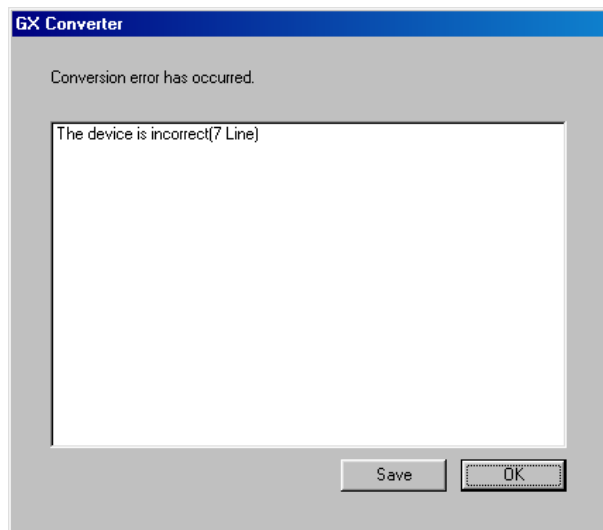 GX Converter
Conversion error has occurred.
The device is incorrect(7 Line)
Save
OK